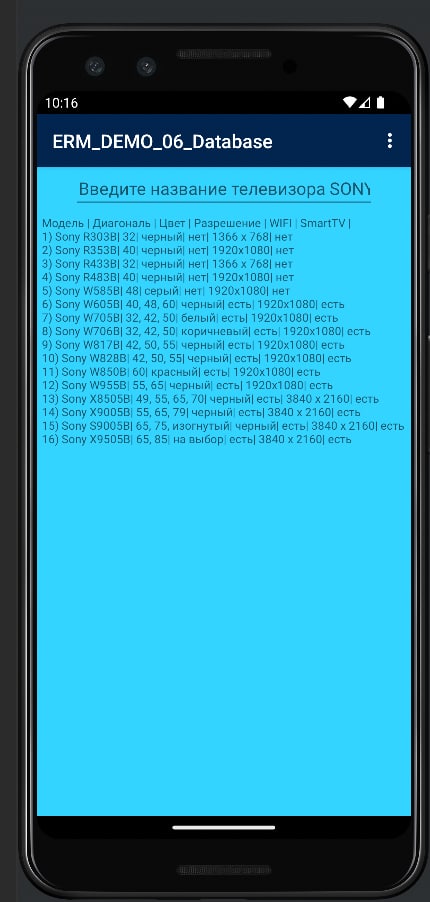 10:16
ERM_DEMO_06_Database
Введите название телевизора SONY
Модель | Диагональ | Цвет | Разрешение | WIFI | SmartTV |
1) Sony R303B| 32| черный| нет| 1366 x 768| нет
2) Sony R353B| 40| черный| нет| 1920x1080| нет
3) Sony R433B| 32| черный| нет| 1366 x 768| нет
4) Sony R483B| 40| черный| нет| 1920x1080| нет
5) Sony W585B| 48| серый| нет| 1920x1080| нет
6) Sony W605B| 40, 48, 60| черный| есть| 1920x1080| есть
7) Sony W705B| 32, 42, 50| белый| есть| 1920x1080| есть
8) Sony W706B| 32, 42, 50| коричневый| есть| 1920x1080| есть
9) Sony W817B| 42, 50, 55| черный| есть| 1920x1080| есть
10) Sony W828B| 42, 50, 55| черный| есть| 1920x1080| есть
11) Sony W850B| 60| красный| есть| 1920x1080| есть
12) Sony W955B| 55, 65| черный| есть| 1920x1080| есть
13) Sony X8505B| 49, 55, 65, 70| черный| есть| 3840 x 2160| есть
14) Sony X9005B| 55, 65, 79| черный| есть| 3840 x 2160| есть
15) Sony S9005B| 65, 75, изогнутый| черный| есть| 3840 x 2160| есть
16) Sony X9505B| 65, 85| на выбор| есть| 3840 x 2160| есть